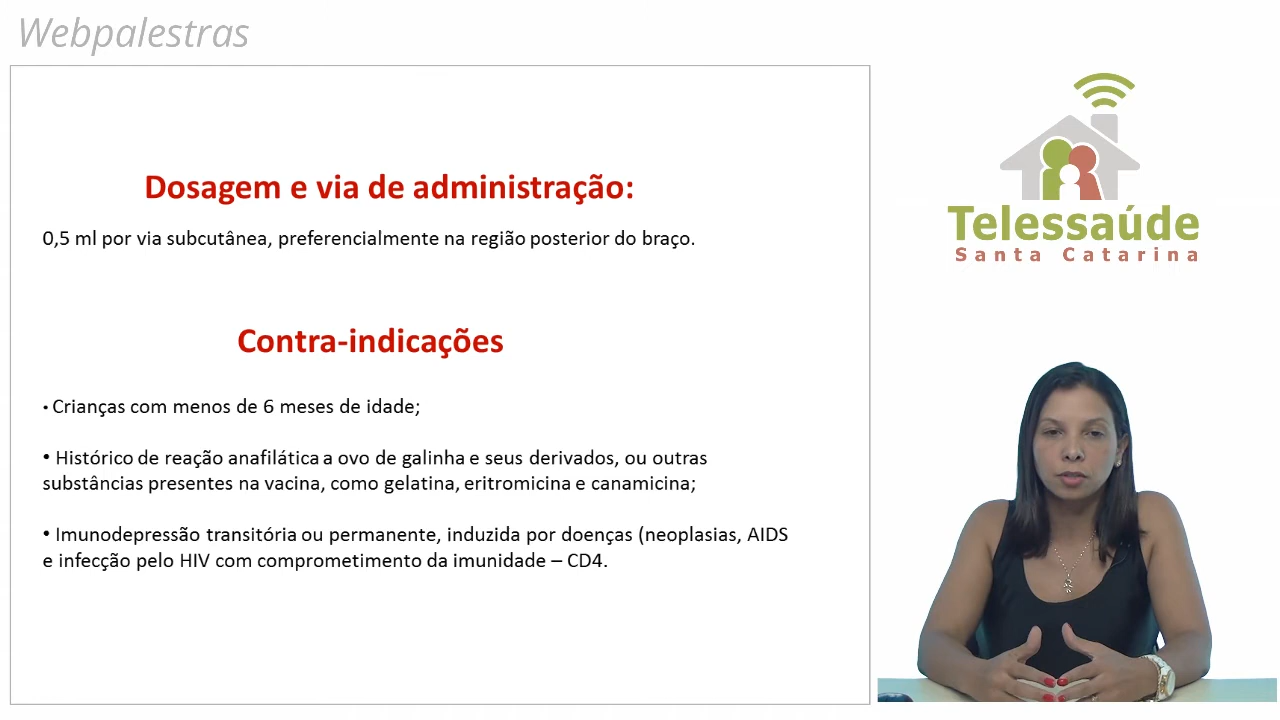 Webpalestras
Dosagem e via de administração:
0,5 ml por via subcutânea, preferencialmente na região posterior do braço.
Contra-indicações
• Crianças com menos de 6 meses de idade;
• Histórico de reação anafilática a ovo de galinha e seus derivados, ou outras
substâncias presentes na vacina, como gelatina, eritromicina e canamicina;
• Imunodepressão transitória ou permanente, induzida por doenças (neoplasias, AIDS
e infecção pelo HIV com comprometimento da imunidade – CD4.
Telessaúde
Santa Catarina